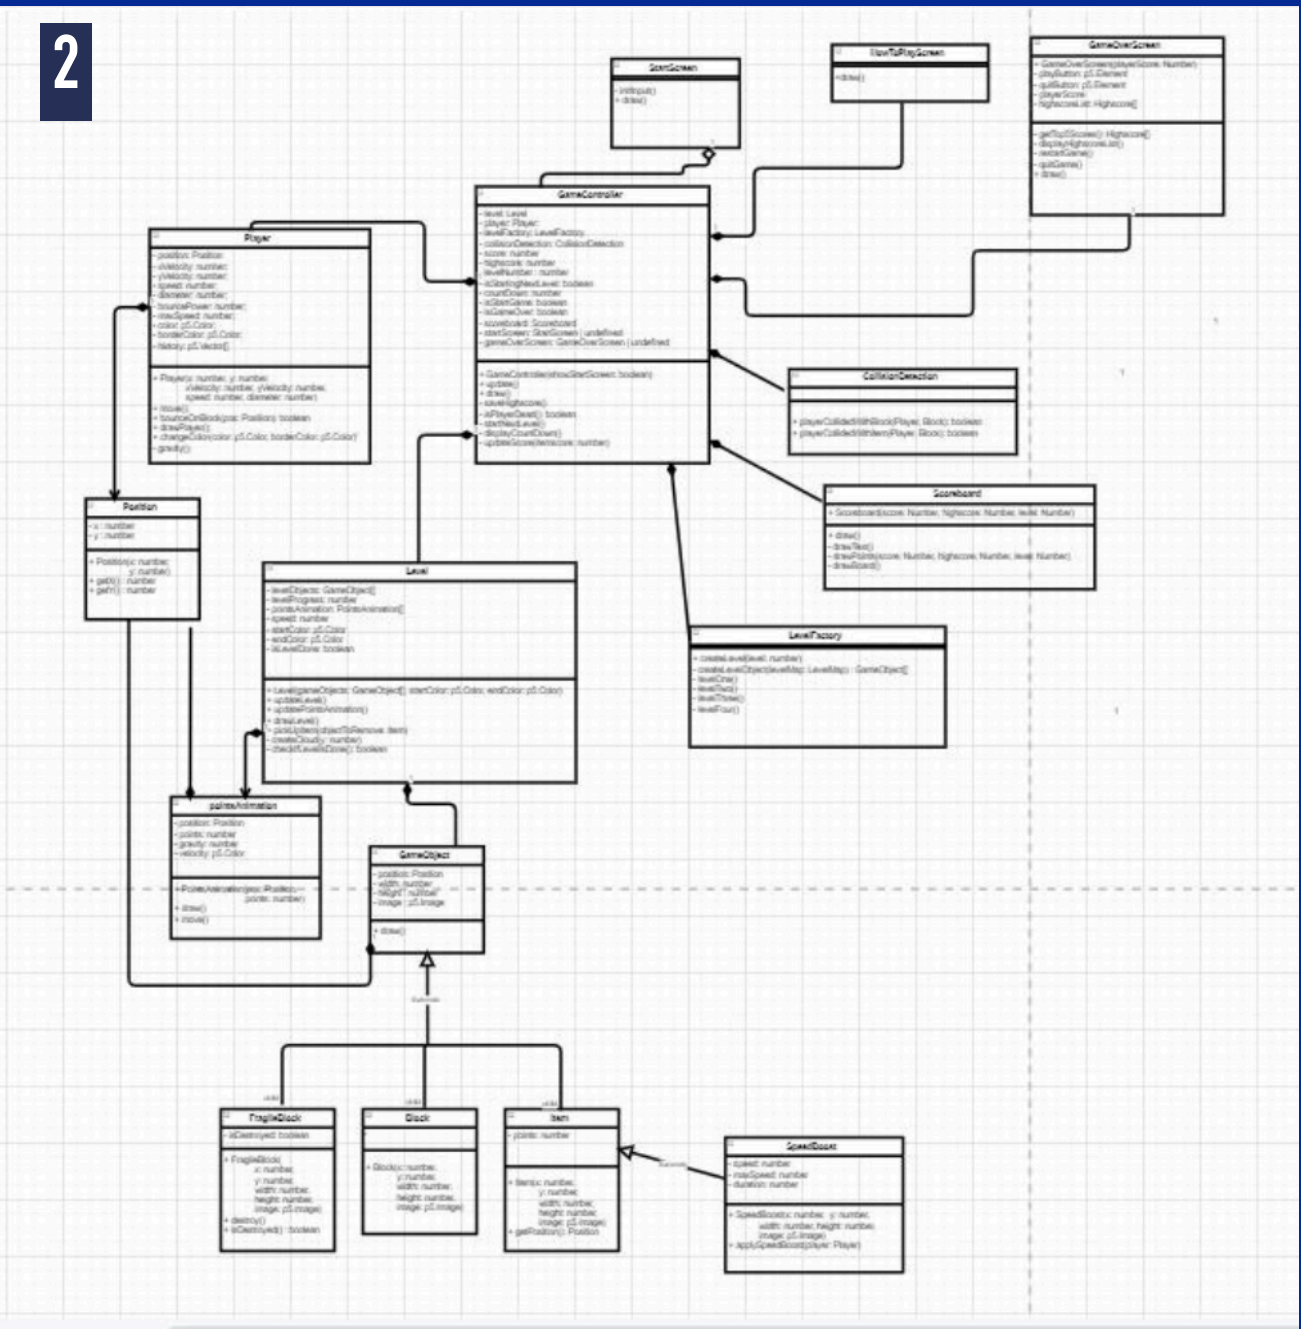 2
StartScreen
- initInput()
+ draw()
HowToPlayScreen
+draw()
GameOverScreen
+ GameOverScreen(playerScore: Number)
- playButton: p5.Element
- quitButton: p5.Element
- playerScore
- highscoreList: Highscore[]
- getTop5Scores(): Highscore[]
- displayHighscoreList()
- restartGame()
- quitGame()
+ draw()
GameController
- level: Level
- player: Player;
- levelFactory: LevelFactory
- collisionDetection: CollisionDetection
- score: number
- highscore: number
- levelNumber : number
- isStartingNextLevel: boolean
- countDown: number
- isStartGame: boolean
- isGameOver: boolean
- scoreboard: Scoreboard
- startScreen: StartScreen | undefined
- gameOverScreen: GameOverScreen | undefined
+ GameController(showStartScreen: boolean)
+ update()
+ draw()
- saveHighscore()
- isPlayerDead(): boolean
- startNextLevel()
- displayCountDown()
- updateScore(itemscore: number)
Player
- position: Position
- xVelocity: number;
- yVelocity: number;
- speed: number;
- diameter: number;
- bouncePower: number;
- maxSpeed: number;
- color: p5.Color;
- borderColor: p5.Color;
- history: p5.Vector[]
+ Player(x: number, y: number,
xVelocity: number, yVelocity: number,
speed: number, diameter: number)
+ move()
+ bounceOnBlock(pos: Position): boolean
+ drawPlayer()
+ changeColor(color: p5.Color, borderColor: p5.Color)
- gravity()
CollisionDetection
+ playerCollidedWithBlock(Player, Block): boolean
+ playerCollidedWithItem(Player, Block): boolean
Scoreboard
+ Scoreboard(score: Number, highscore: Number, level: Number)
+ draw()
- drawText()
- drawPoints(score: Number, highscore: Number, level: Number)
- drawBoard()
Position
- x : number
- y : number
+ Position(x: number,
y: number)
+ getX() : number
+ getY() : number
Level
- levelObjects: GameObject[]
- levelProgress: number
- pointsAnimation: PointsAnimation[]
- speed: number
- startColor: p5.Color
- endColor: p5.Color
- isLevelDone: boolean
+ Level(gameObjects: GameObject[], startColor: p5.Color, endColor: p5.Color)
+ updateLevel()
+ updatePointsAnimation()
+ drawLevel()
- pickUpItem(objectToRemove: Item)
- createCloud(y: number)
- checkIfLevelIsDone(): boolean
LevelFactory
+ createLevel(level: number)
- createLevelObject(levelMap: LevelMap) : GameObject[]
- levelOne()
- levelTwo()
- levelThree()
- levelFour()
pointsAnimation
- position: Position
- points: number
- gravity: number
- velocity: p5.Color
+ PointsAnimation(pos: Position,
points: number)
+ draw()
+ move()
GameObject
- position: Position
- width: number
- height : number
- image : p5.Image
+ draw()
Extends
FragileBlock
- isDestroyed: boolean
+ FragileBlock(
x: number,
y: number,
width: number,
height: number,
image: p5.Image)
+ destroy()
+ isDestroyed() : boolean
Block
+ Block(x: number,
y: number,
width: number,
height: number,
image: p5.Image)
Item
- points: number
+ Item(x: number,
y: number,
width: number,
height: number,
image: p5.Image)
+ getPosition(): Position
Extends
SpeedBoost
- speed: number
- maxSpeed: number
- duration: number
+ SpeedBoost(x: number, y: number,
width: number, height: number,
image: p5.Image)
+ applySpeedBoost(player: Player)